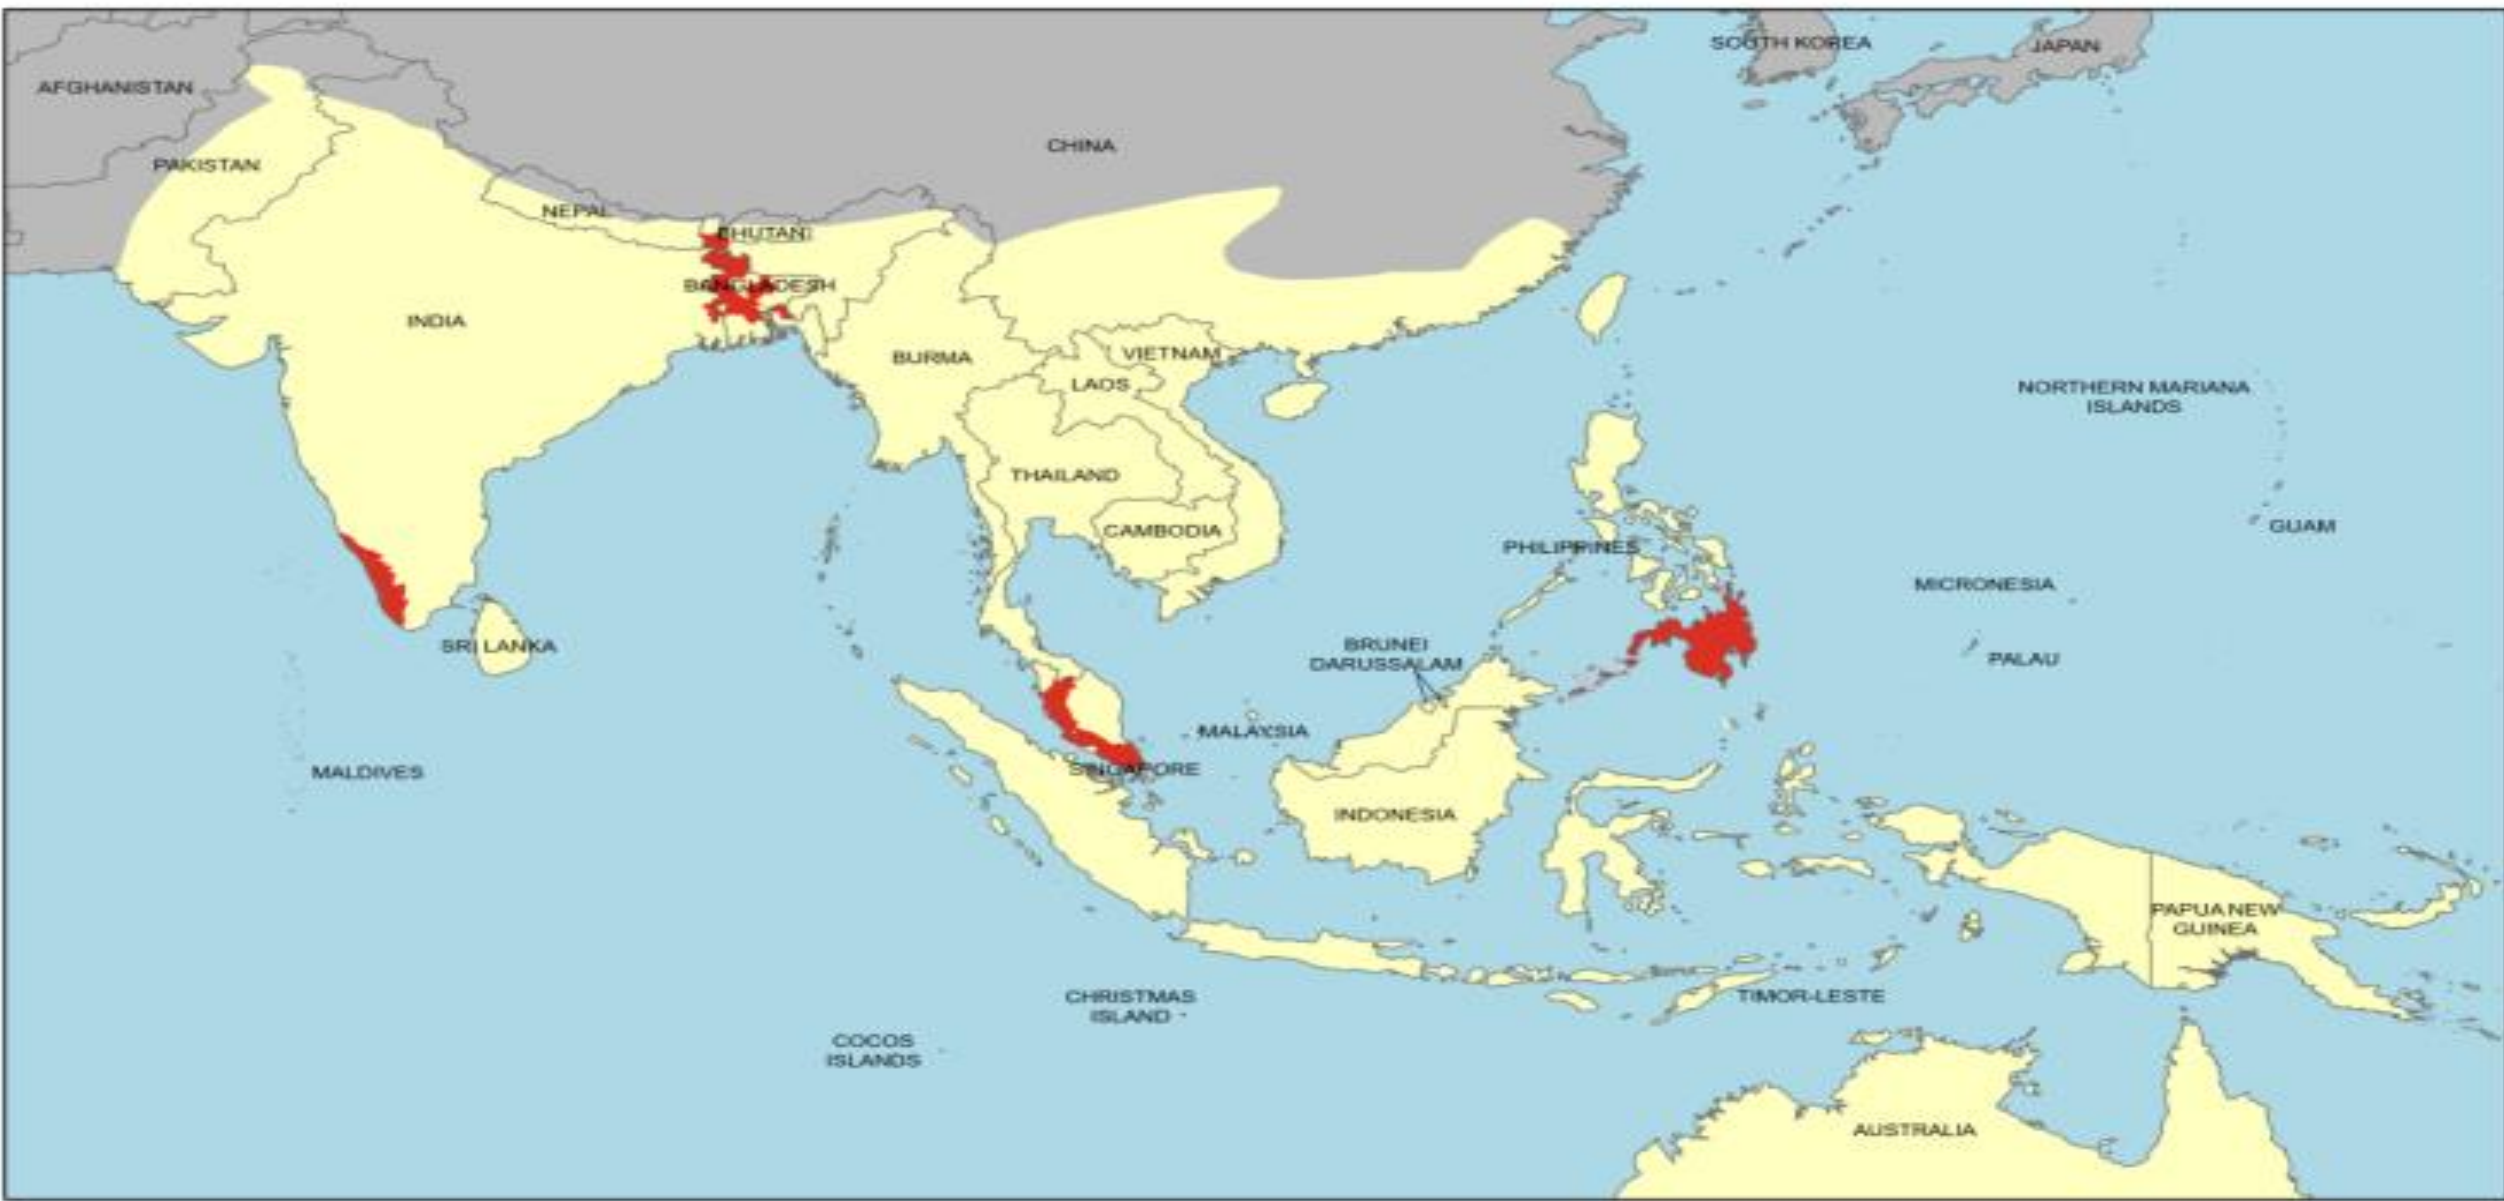 SOUTH KOREA
JAPAN
AFGHANISTAN
CHINA
PAKISTAN
NEPAL
BHUTAN
BANGLADESH
INDIA
BURMA
VIETNAM
LAOS
NORTHERN MARIANA
ISLANDS
THAILAND
CAMBODIA
GUAM
PHILIPPINES
MICRONESIA
SRI LANKA
BRUNEI
DARUSSALAM
PALAU
MALAYSIA
MALDIVES
SINGAPORE
INDONESIA
PAPUA NEW
GUINEA
CHRISTMAS
ISLAND
TIMOR-LESTE
COCOS
ISLANDS
AUSTRALIA